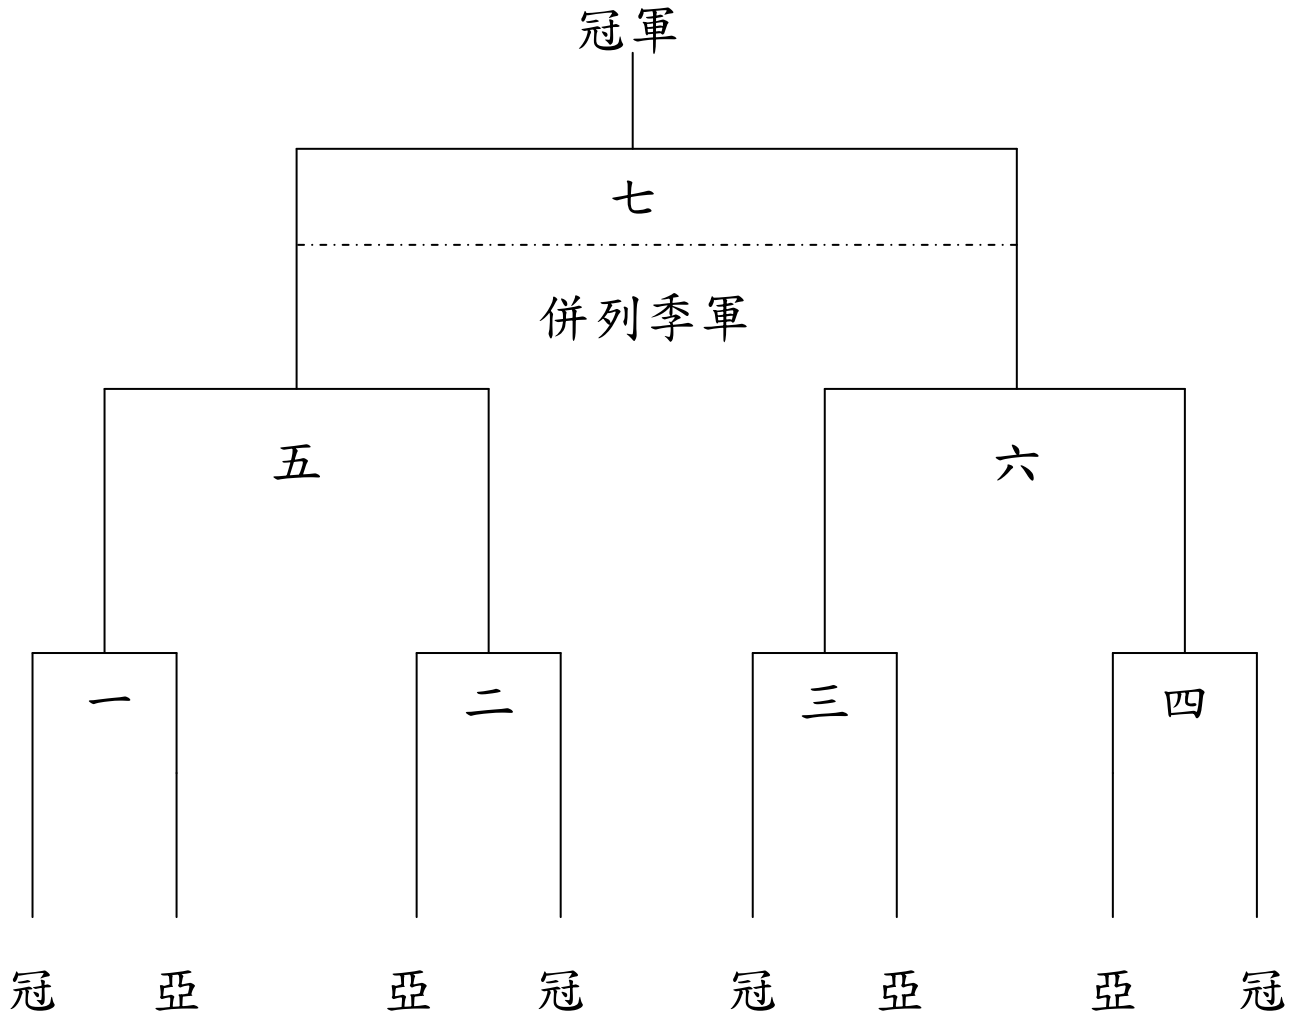 冠軍
七
併列季軍
五 六
一 二 三 四
冠 亞 亞 冠 冠 亞 亞 冠